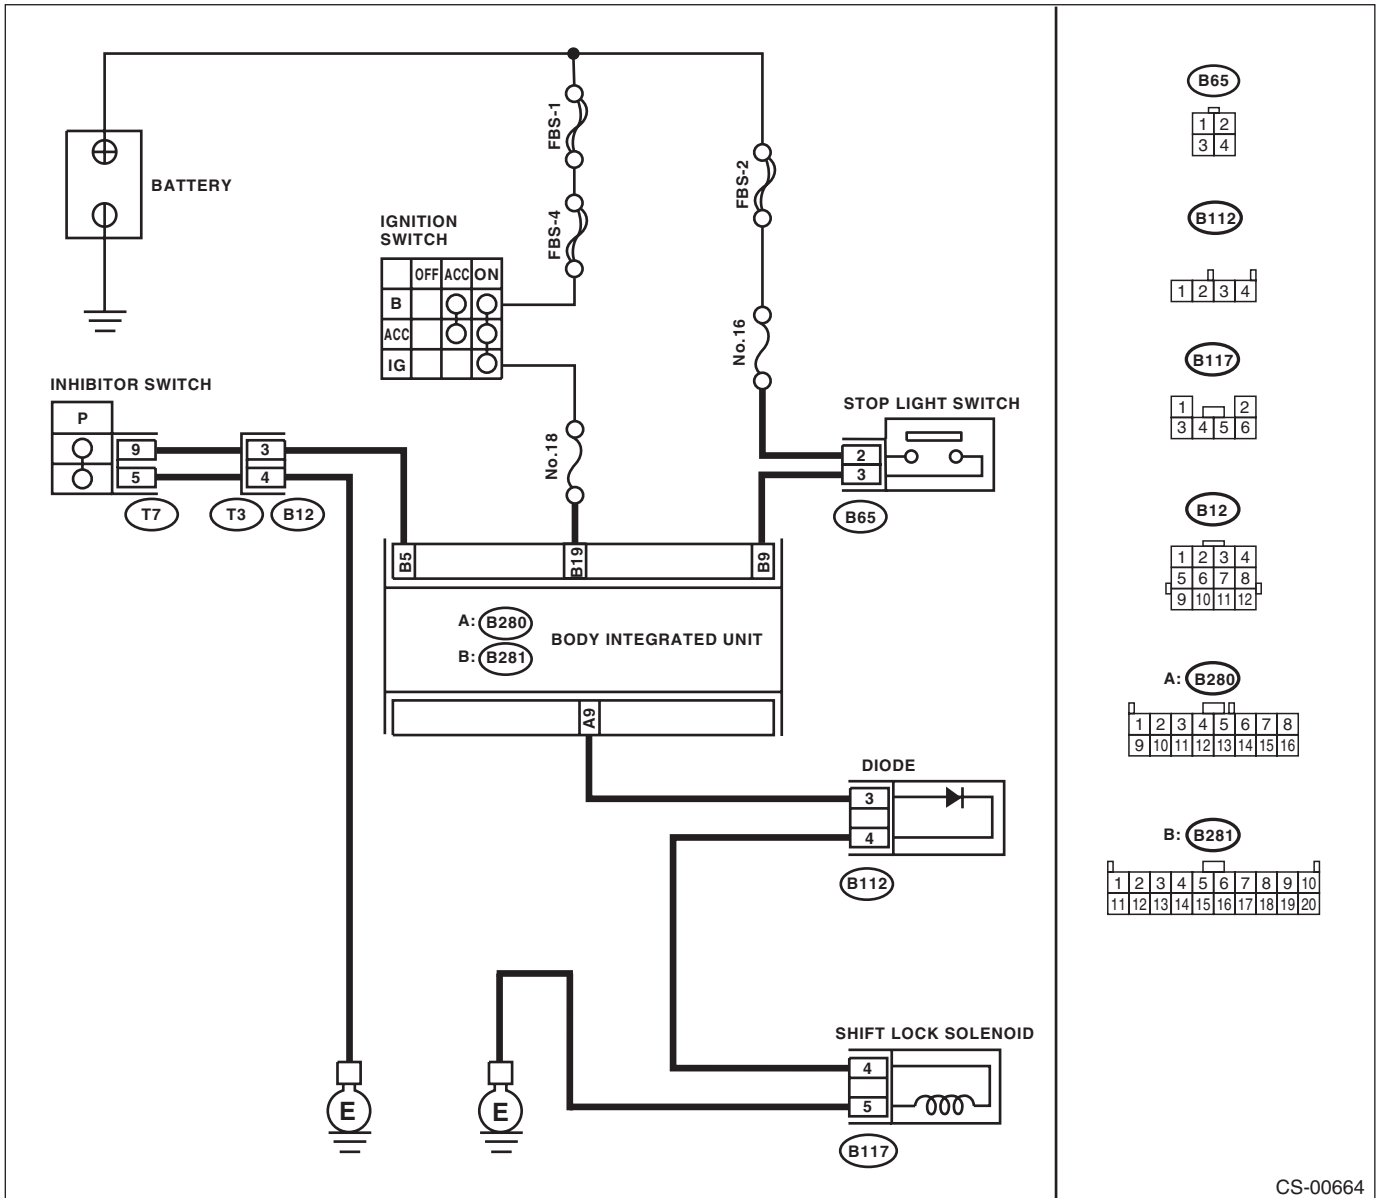 BATTERY
FBS-1
FBS-4
FBS-2
IGNITION
SWITCH
OFF ACC ON
B
ACC
IG
No.16
No.18
INHIBITOR SWITCH
P
9
5
3
4
T7
T3
B12
STOP LIGHT SWITCH
2
3
B65
B5
B19
B9
A: B280
B: B281
BODY INTEGRATED UNIT
A9
DIODE
3
4
B112
SHIFT LOCK SOLENOID
4
5
B117
E
E
B65
1 2
3 4
B112
1 2 3 4
B117
1 2
3 4 5 6
B12
1 2 3 4
5 6 7 8
9 10 11 12
A: B280
1 2 3 4 5 6 7 8
9 10 11 12 13 14 15 16
B: B281
1 2 3 4 5 6 7 8 9 10
11 12 13 14 15 16 17 18 19 20
CS-00664